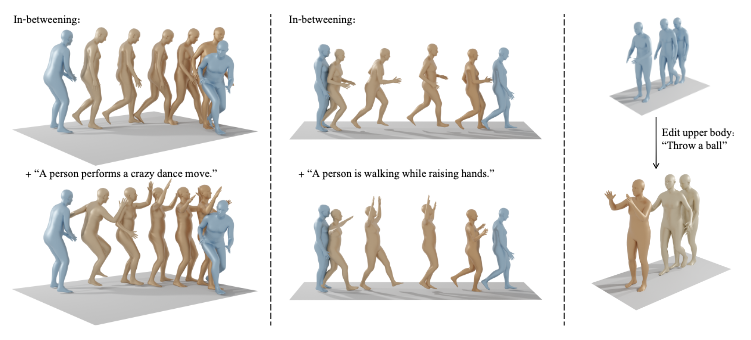 In-betweening:
+ “A person performs a crazy dance move.”
In-betweening:
+ “A person is walking while raising hands.”
Edit upper body:
“Throw a ball”